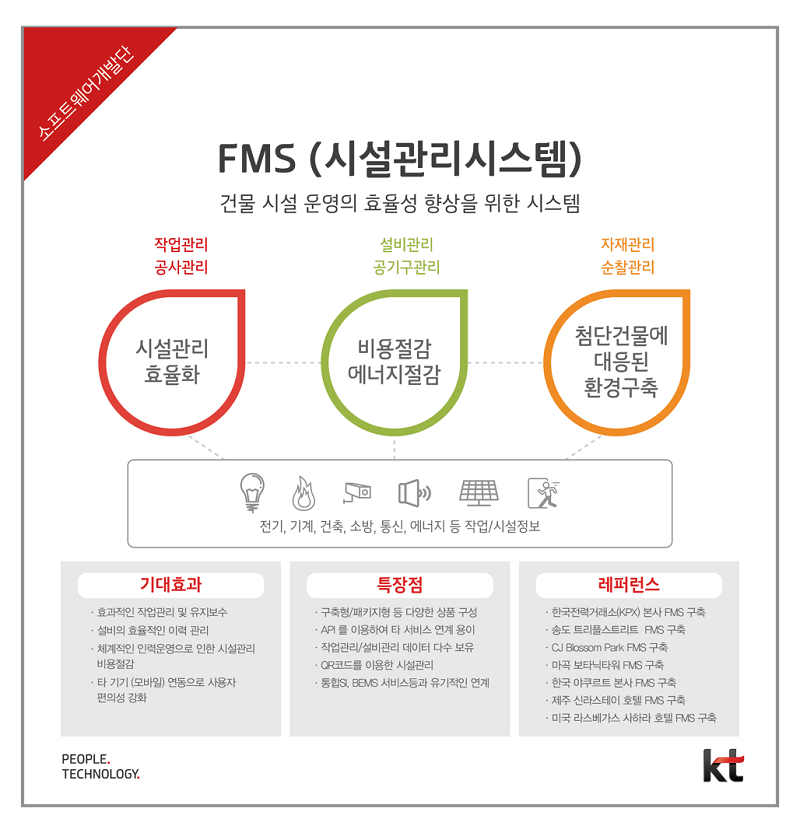 소프트웨어개발단
FMS (시설관리시스템)
건물 시설 운영의 효율성 향상을 위한 시스템
작업관리
공사관리
설비관리
공기구관리
자재관리
순찰관리
시설관리
효율화
비용절감
에너지절감
첨단건물에
대응된
환경구축
전기, 기계, 건축, 소방, 통신, 에너지 등 작업/시설정보
기대효과
· 효과적인 작업관리 및 유지보수
· 설비의 효율적인 이력 관리
· 체계적인 인력운영으로 인한 시설관리
비용절감
· 타 기기 (모바일) 연동으로 사용자
편의성 강화
특장점
· 구축형/패키지형 등 다양한 상품 구성
· API 를 이용하여 타 서비스 연계 용이
· 작업관리/설비관리 데이터 다수 보유
· QR코드를 이용한 시설관리
· 통합SI, BEMS 서비스등과 유기적인 연계
레퍼런스
· 한국전력거래소(KPX) 본사 FMS 구축
· 송도 트리플스트리트 FMS 구축
· CJ Blossom Park FMS 구축
· 마곡 보타닉타워 FMS 구축
· 한국 야쿠르트 본사 FMS 구축
· 제주 신라스테이 호텔 FMS 구축
· 미국 라스베가스 사하라 호텔 FMS 구축
PEOPLE.
TECHNOLOGY.
kt